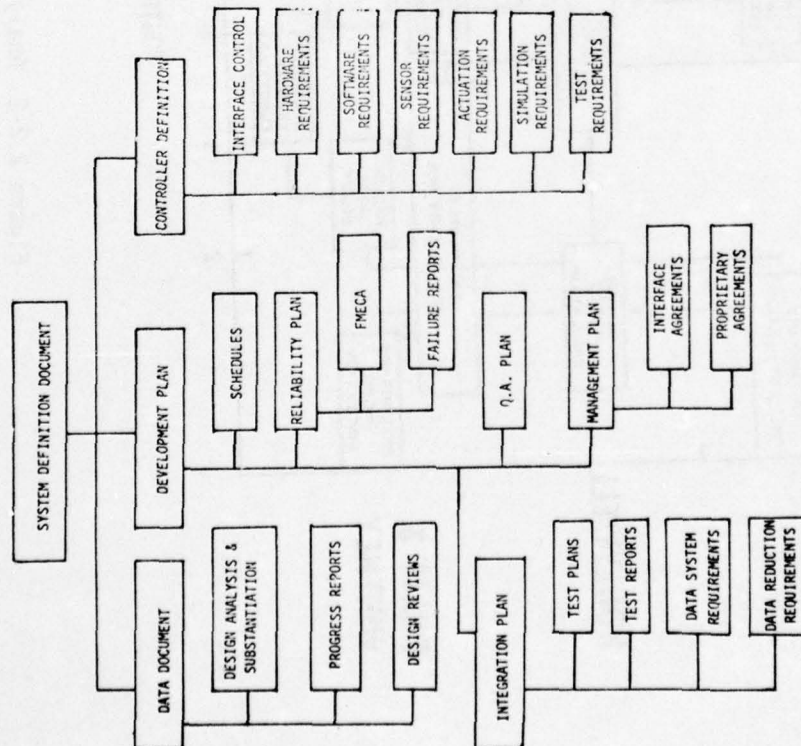 SYSTEM DEFINITION DOCUMENT
DATA DOCUMENT
DESIGN ANALYSIS &
SUBSTANTIATION
PROGRESS REPORTS
DESIGN REVIEWS
DEVELOPMENT PLAN
SCHEDULES
RELIABILITY PLAN
FMECA
FAILURE REPORTS
INTEGRATION PLAN
TEST PLANS
TEST REPORTS
DATA SYSTEM
REQUIREMENTS
DATA REDUCTION
REQUIREMENTS
Q.A. PLAN
MANAGEMENT PLAN
INTERFACE
AGREEMENTS
PROPRIETARY
AGREEMENTS
CONTROLLER DEFINITION
INTERFACE CONTROL
HARDWARE
REQUIREMENTS
SOFTWARE
REQUIREMENTS
SENSOR
REQUIREMENTS
ACTUATION
REQUIREMENTS
SIMULATION
REQUIREMENTS
TEST
REQUIREMENTS